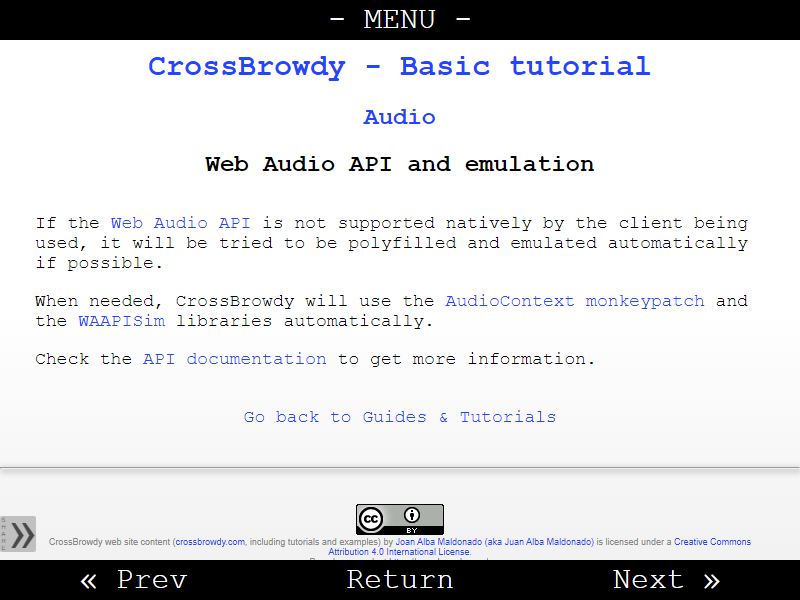 - MENU -
CrossBrowdy - Basic tutorial
Audio
Web Audio API and emulation
If the Web Audio API is not supported natively by the client being
used, it will be tried to be polyfilled and emulated automatically
if possible.
When needed, CrossBrowdy will use the AudioContext monkeypatch and
the WAAPISim libraries automatically.
Check the API documentation to get more information.
Go back to Guides & Tutorials
SHARE
cc BY
CrossBrowdy web site content (crossbrowdy.com, including tutorials and examples) by Joan Alba Maldonado (aka Juan Alba Maldonado) is licensed under a Creative Commons
Attribution 4.0 International License.
« Prev Return Next »